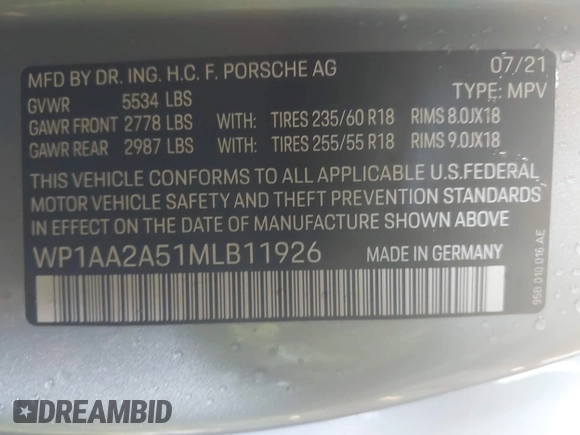 MFD BY DR. ING. H.C. F. PORSCHE AG 07/21
GVWR 5534 LBS TYPE: MPV
GAWR FRONT 2778 LBS WITH: TIRES 235/60 R18 RIMS 8.0JX18
GAWR REAR 2987 LBS WITH: TIRES 255/55 R18 RIMS 9.0JX18
THIS VEHICLE CONFORMS TO ALL APPLICABLE U.S.FEDERAL
MOTOR VEHICLE SAFETY AND THEFT PREVENTION STANDARDS
IN EFFECT ON THE DATE OF MANUFACTURE SHOWN ABOVE
WP1AA2A51MLB11926 MADE IN GERMANY
95B 010 016 AE
DREAMBID